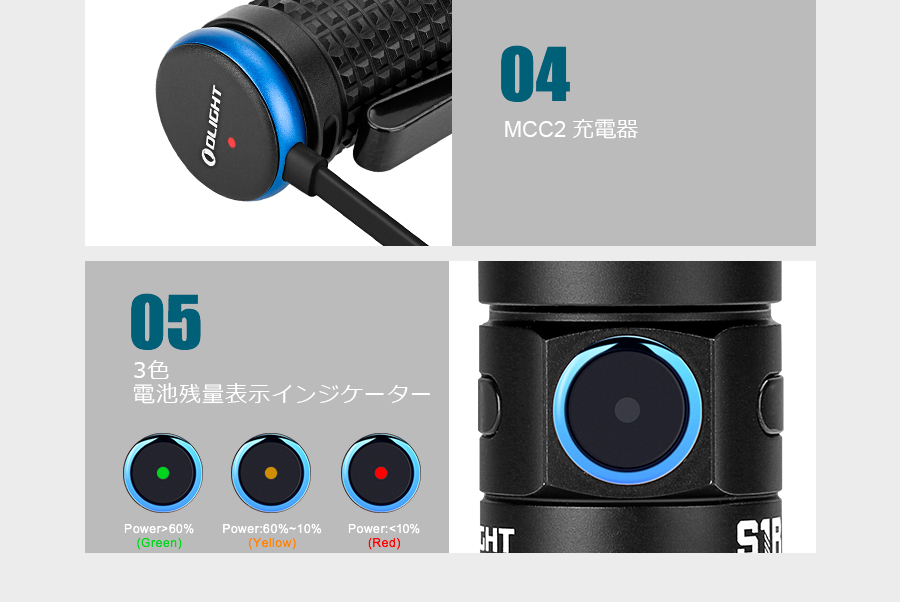 OLIGHT
04
MCC2 充電器
05
3色
電池残量表示インジケーター
Power>60%
(Green)
Power:60%~10%
(Yellow)
Power:<10%
(Red)
GHT
S1R